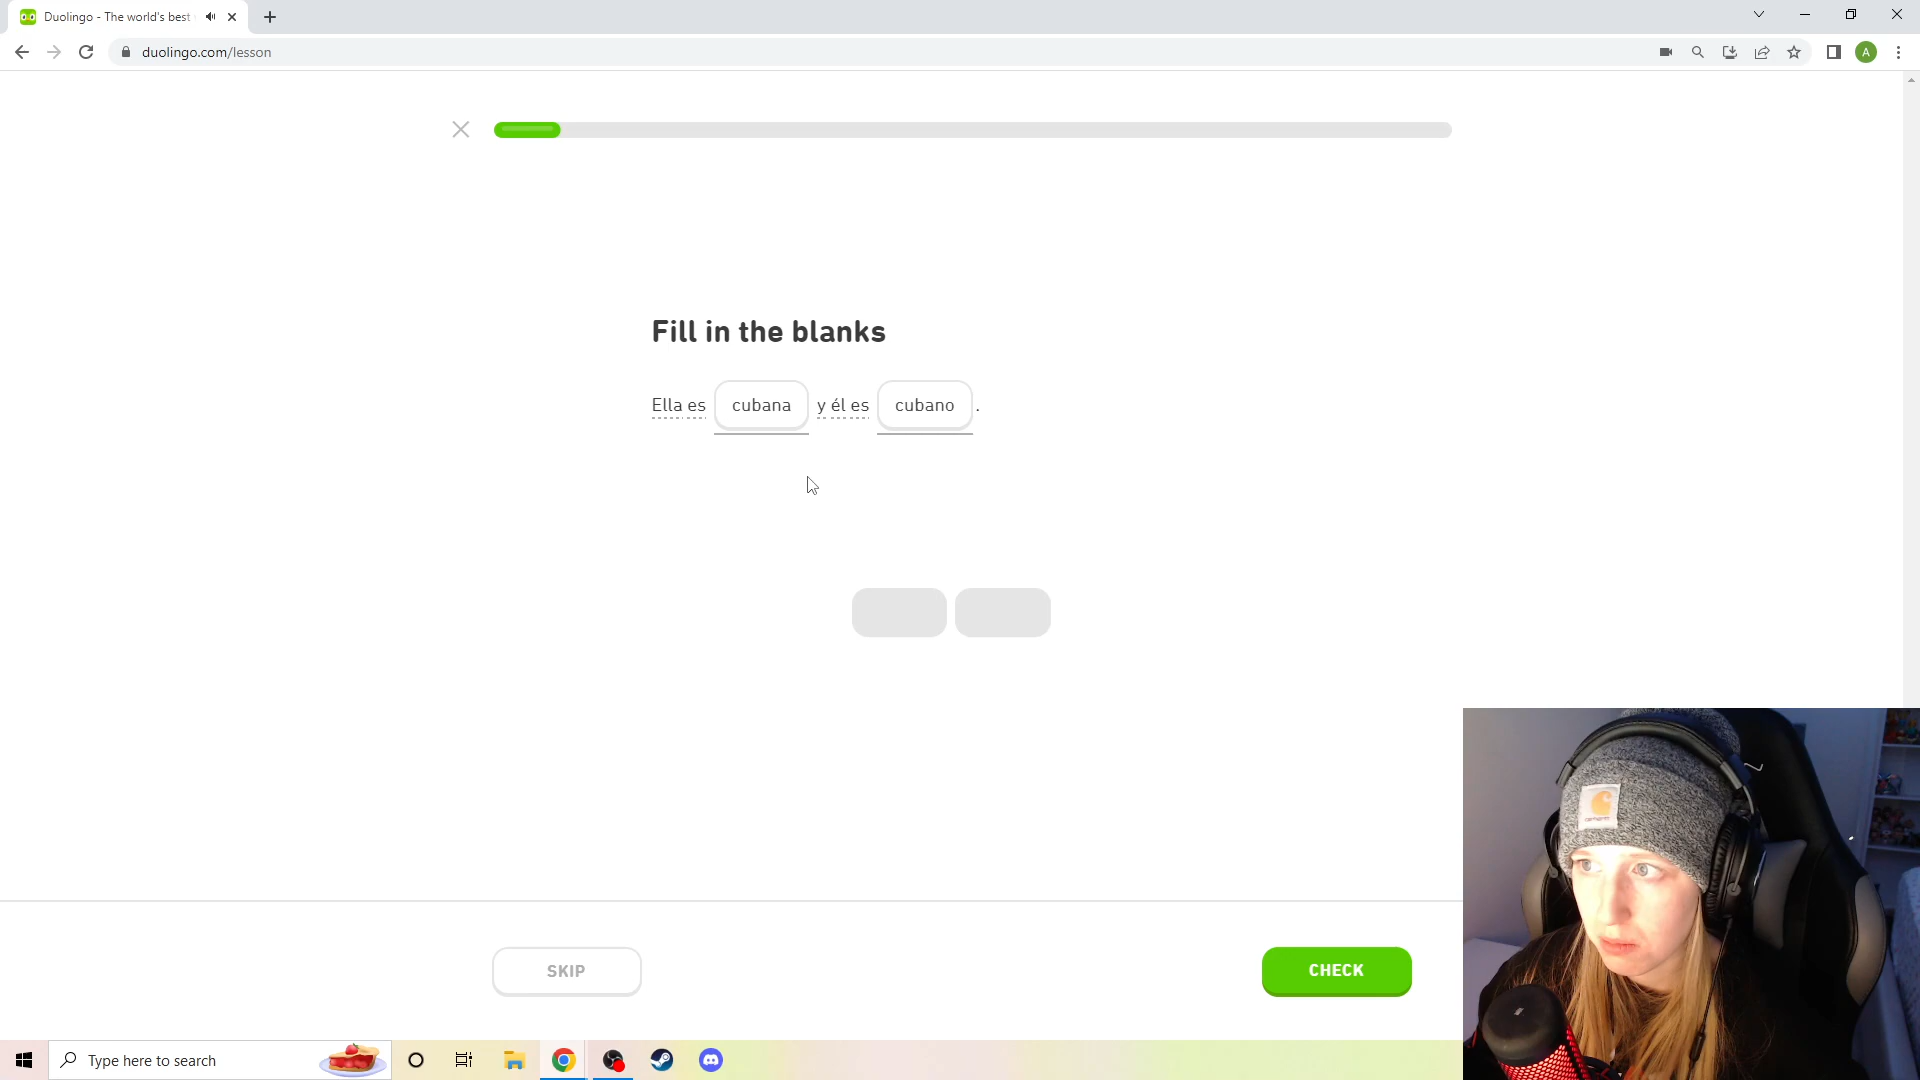 Duolingo - The world's best
duolingo.com/lesson
A
Fill in the blanks
Ella es cubana y él es cubano .
SKIP
CHECK
Type here to search